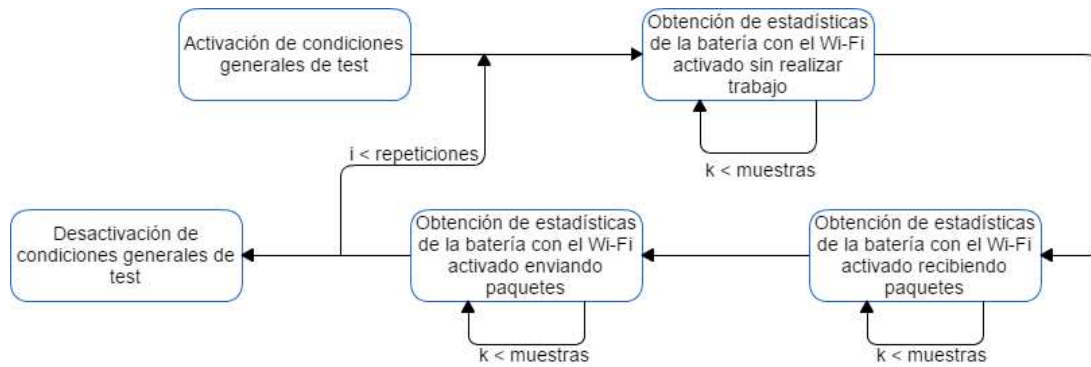 Activación de condiciones
generales de test
Obtención de estadísticas
de la batería con el Wi-Fi
activado sin realizar
trabajo
k < muestras
i < repeticiones
Desactivación de
condiciones generales de
test
Obtención de estadísticas
de la batería con el Wi-Fi
activado enviando
paquetes
k < muestras
Obtención de estadísticas
de la batería con el Wi-Fi
activado recibiendo
paquetes
k < muestras